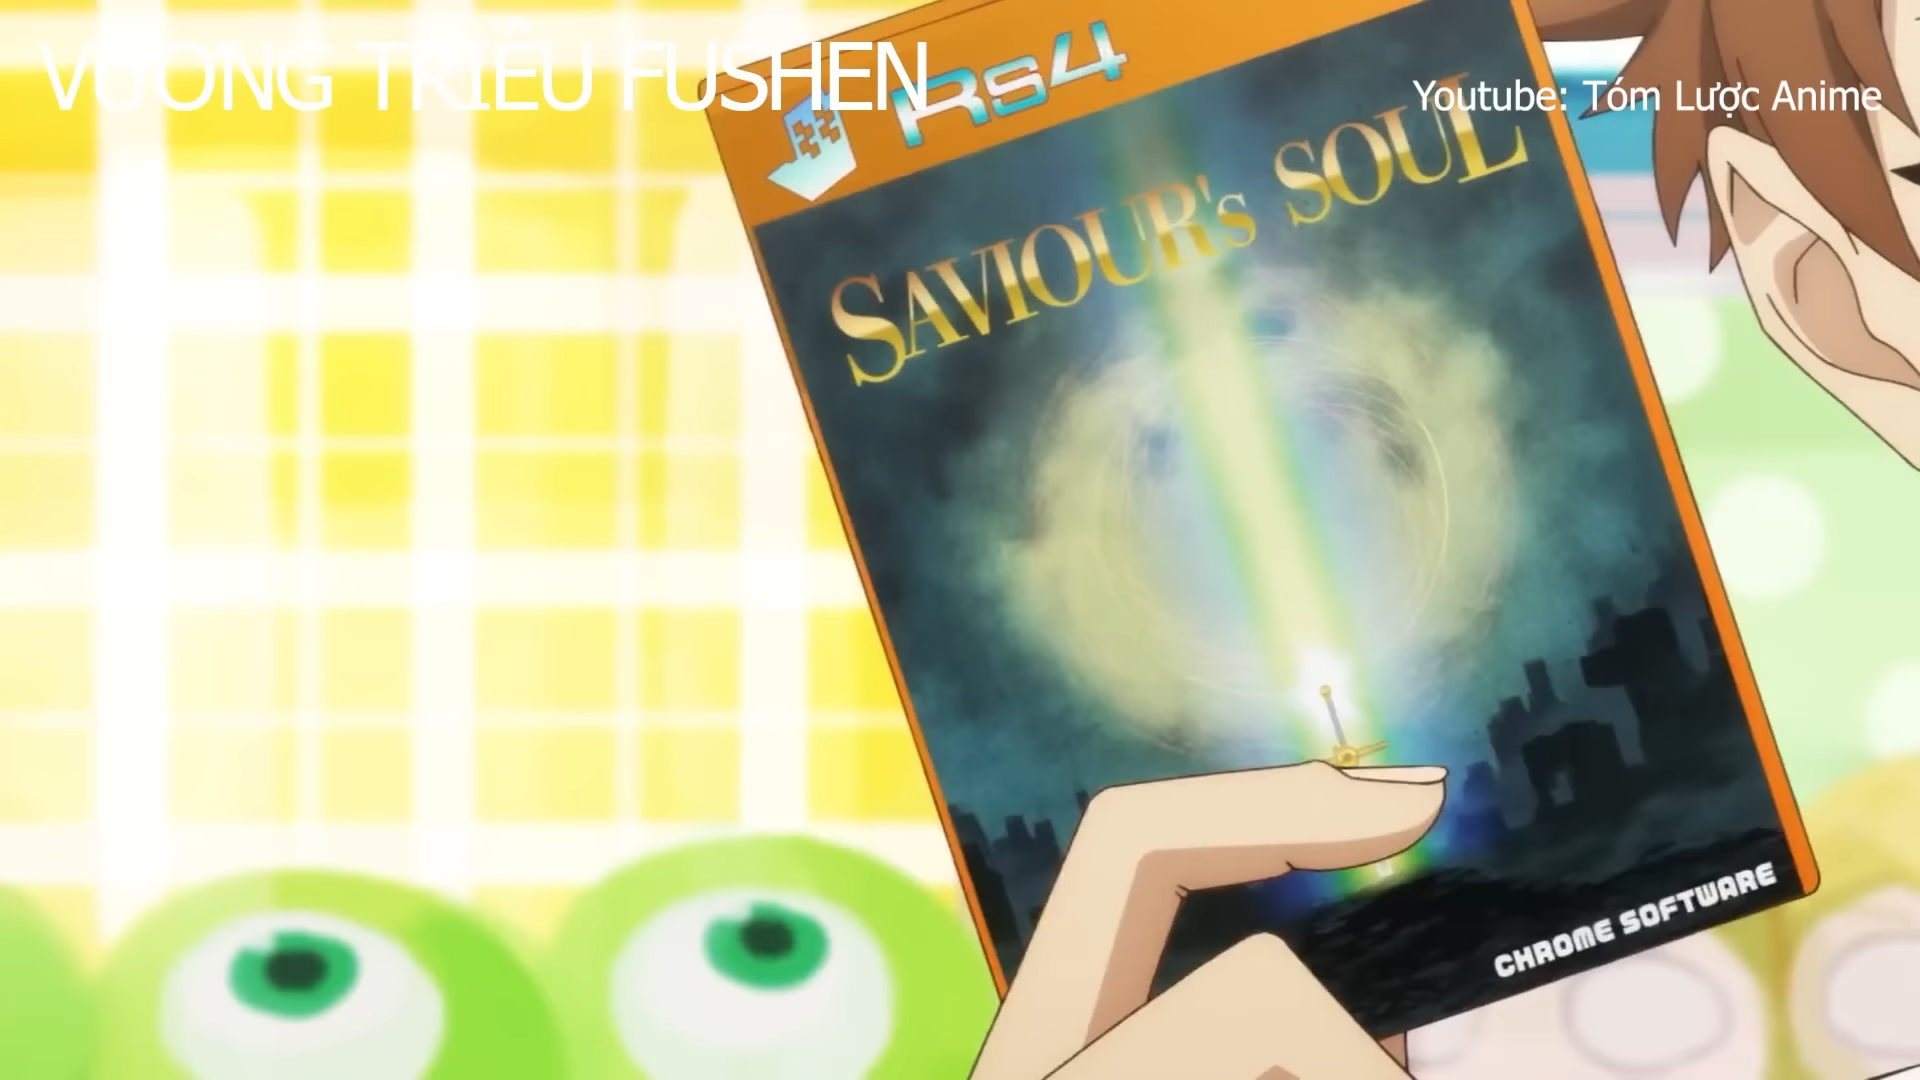 VƯƠNG TRIỀU FUSHEN
Youtube: Tóm Lược Anime
Rs4
SAVIOUR's SOUL
CHROME SOFTWARE